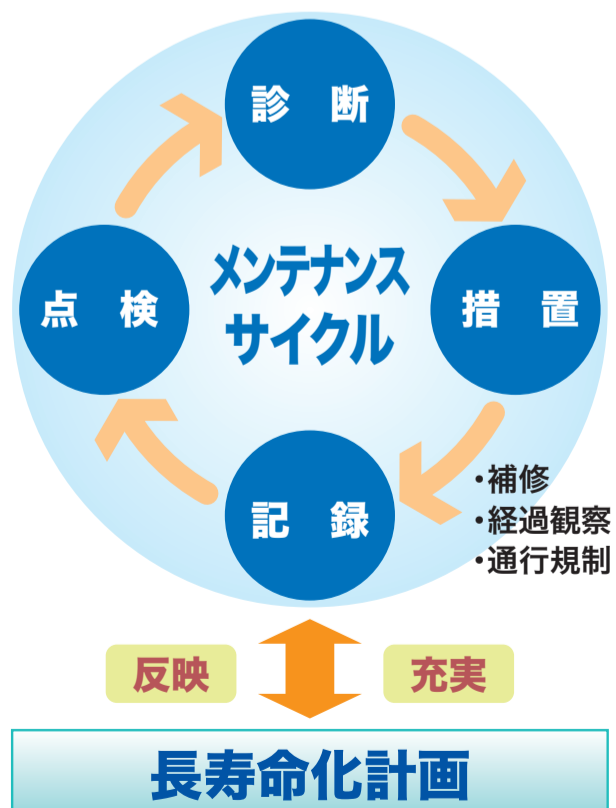 診　断
点　検
メンテナンス
サイクル
措　置
記　録
・補修
・経過観察
・通行規制
反映
充実
長寿命化計画